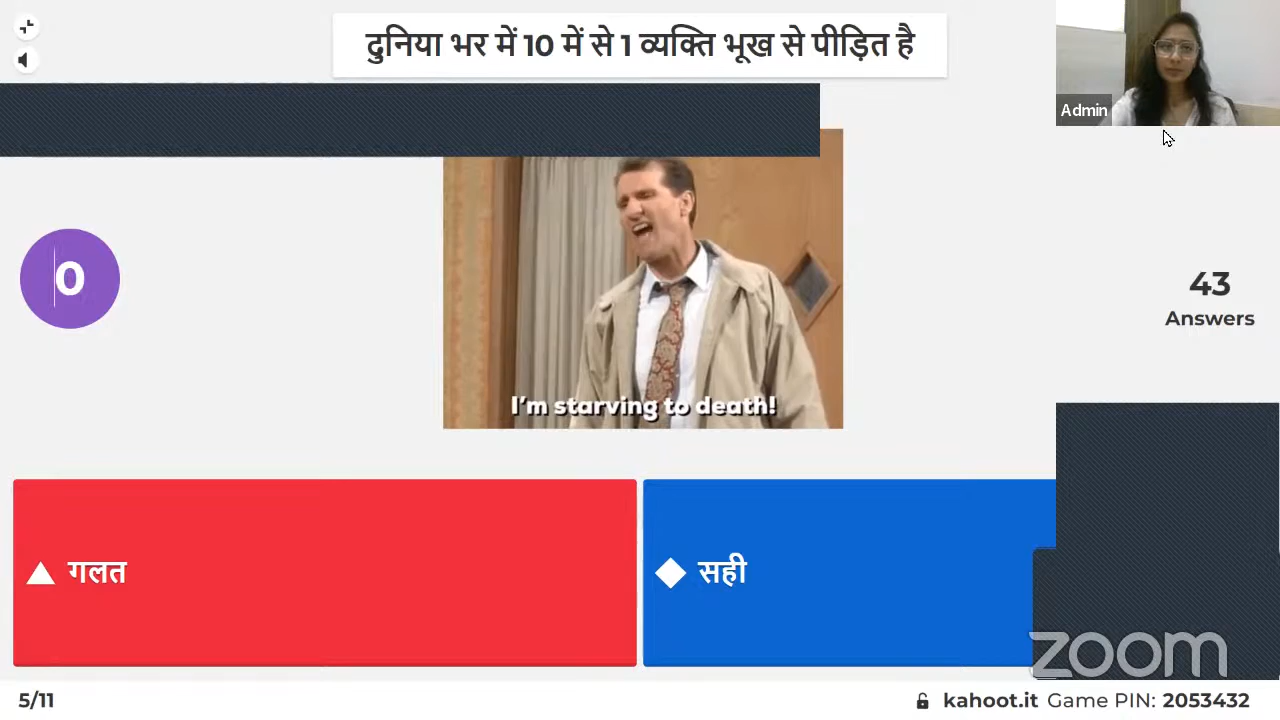 दुनिया भर में 10 में से 1 व्यक्ति भूख से पीड़ित है
Admin
0
43
Answers
I'm starving to death!
गलत
सही
zoom
5/11
kahoot.it Game PIN: 2053432